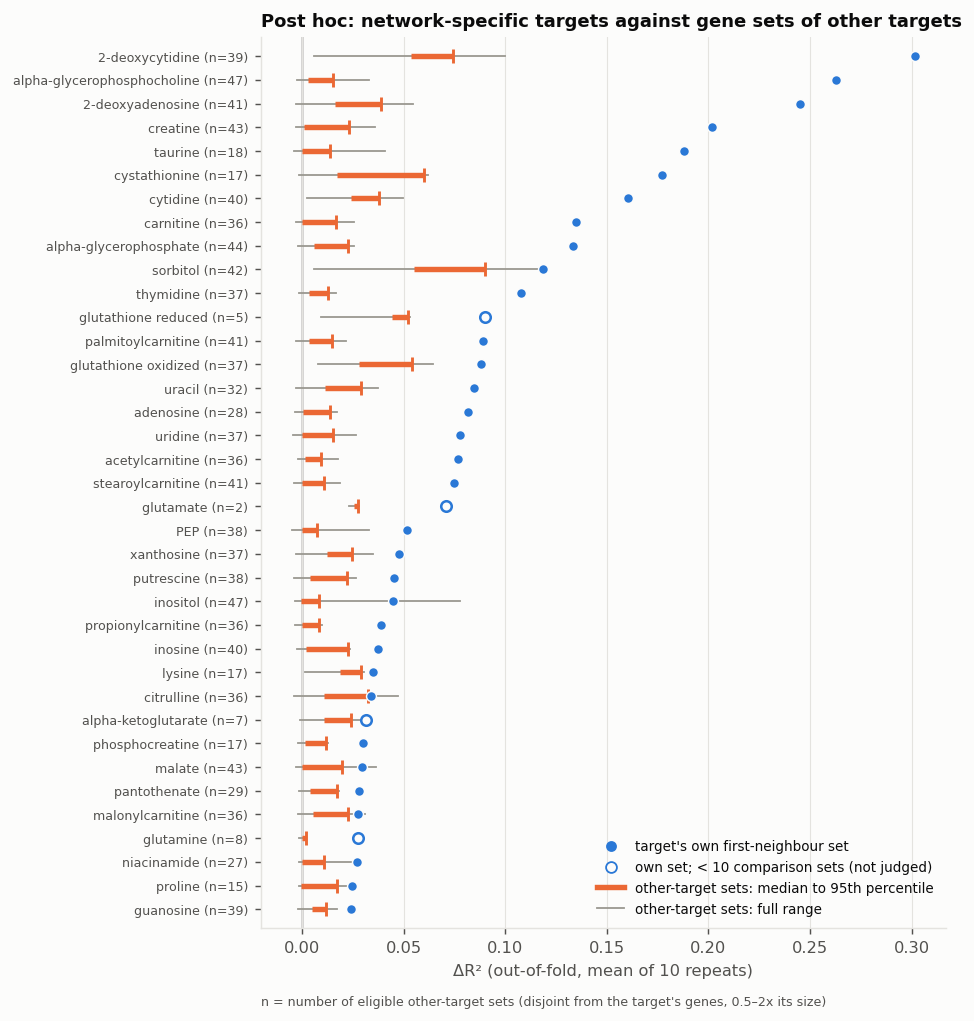 Post hoc: network-specific targets against gene sets of other targets
2-deoxycytidine (n=39)
alpha-glycerophosphocholine (n=47)
2-deoxyadenosine (n=41)
creatine (n=43)
taurine (n=18)
cystathionine (n=17)
cytidine (n=40)
carnitine (n=36)
alpha-glycerophosphate (n=44)
sorbitol (n=42)
thymidine (n=37)
glutathione reduced (n=5)
palmitoylcarnitine (n=41)
glutathione oxidized (n=37)
uracil (n=32)
adenosine (n=28)
uridine (n=37)
acetylcarnitine (n=36)
stearoylcarnitine (n=41)
glutamate (n=2)
PEP (n=38)
xanthosine (n=37)
putrescine (n=38)
inositol (n=47)
propionylcarnitine (n=36)
inosine (n=40)
lysine (n=17)
citrulline (n=36)
alpha-ketoglutarate (n=7)
phosphocreatine (n=17)
malate (n=43)
pantothenate (n=29)
malonylcarnitine (n=36)
glutamine (n=8)
niacinamide (n=27)
proline (n=15)
guanosine (n=39)
target's own first-neighbour set
own set; < 10 comparison sets (not judged)
other-target sets: median to 95th percentile
other-target sets: full range
0.00 0.05 0.10 0.15 0.20 0.25 0.30
ΔR² (out-of-fold, mean of 10 repeats)
n = number of eligible other-target sets (disjoint from the target's genes, 0.5–2x its size)